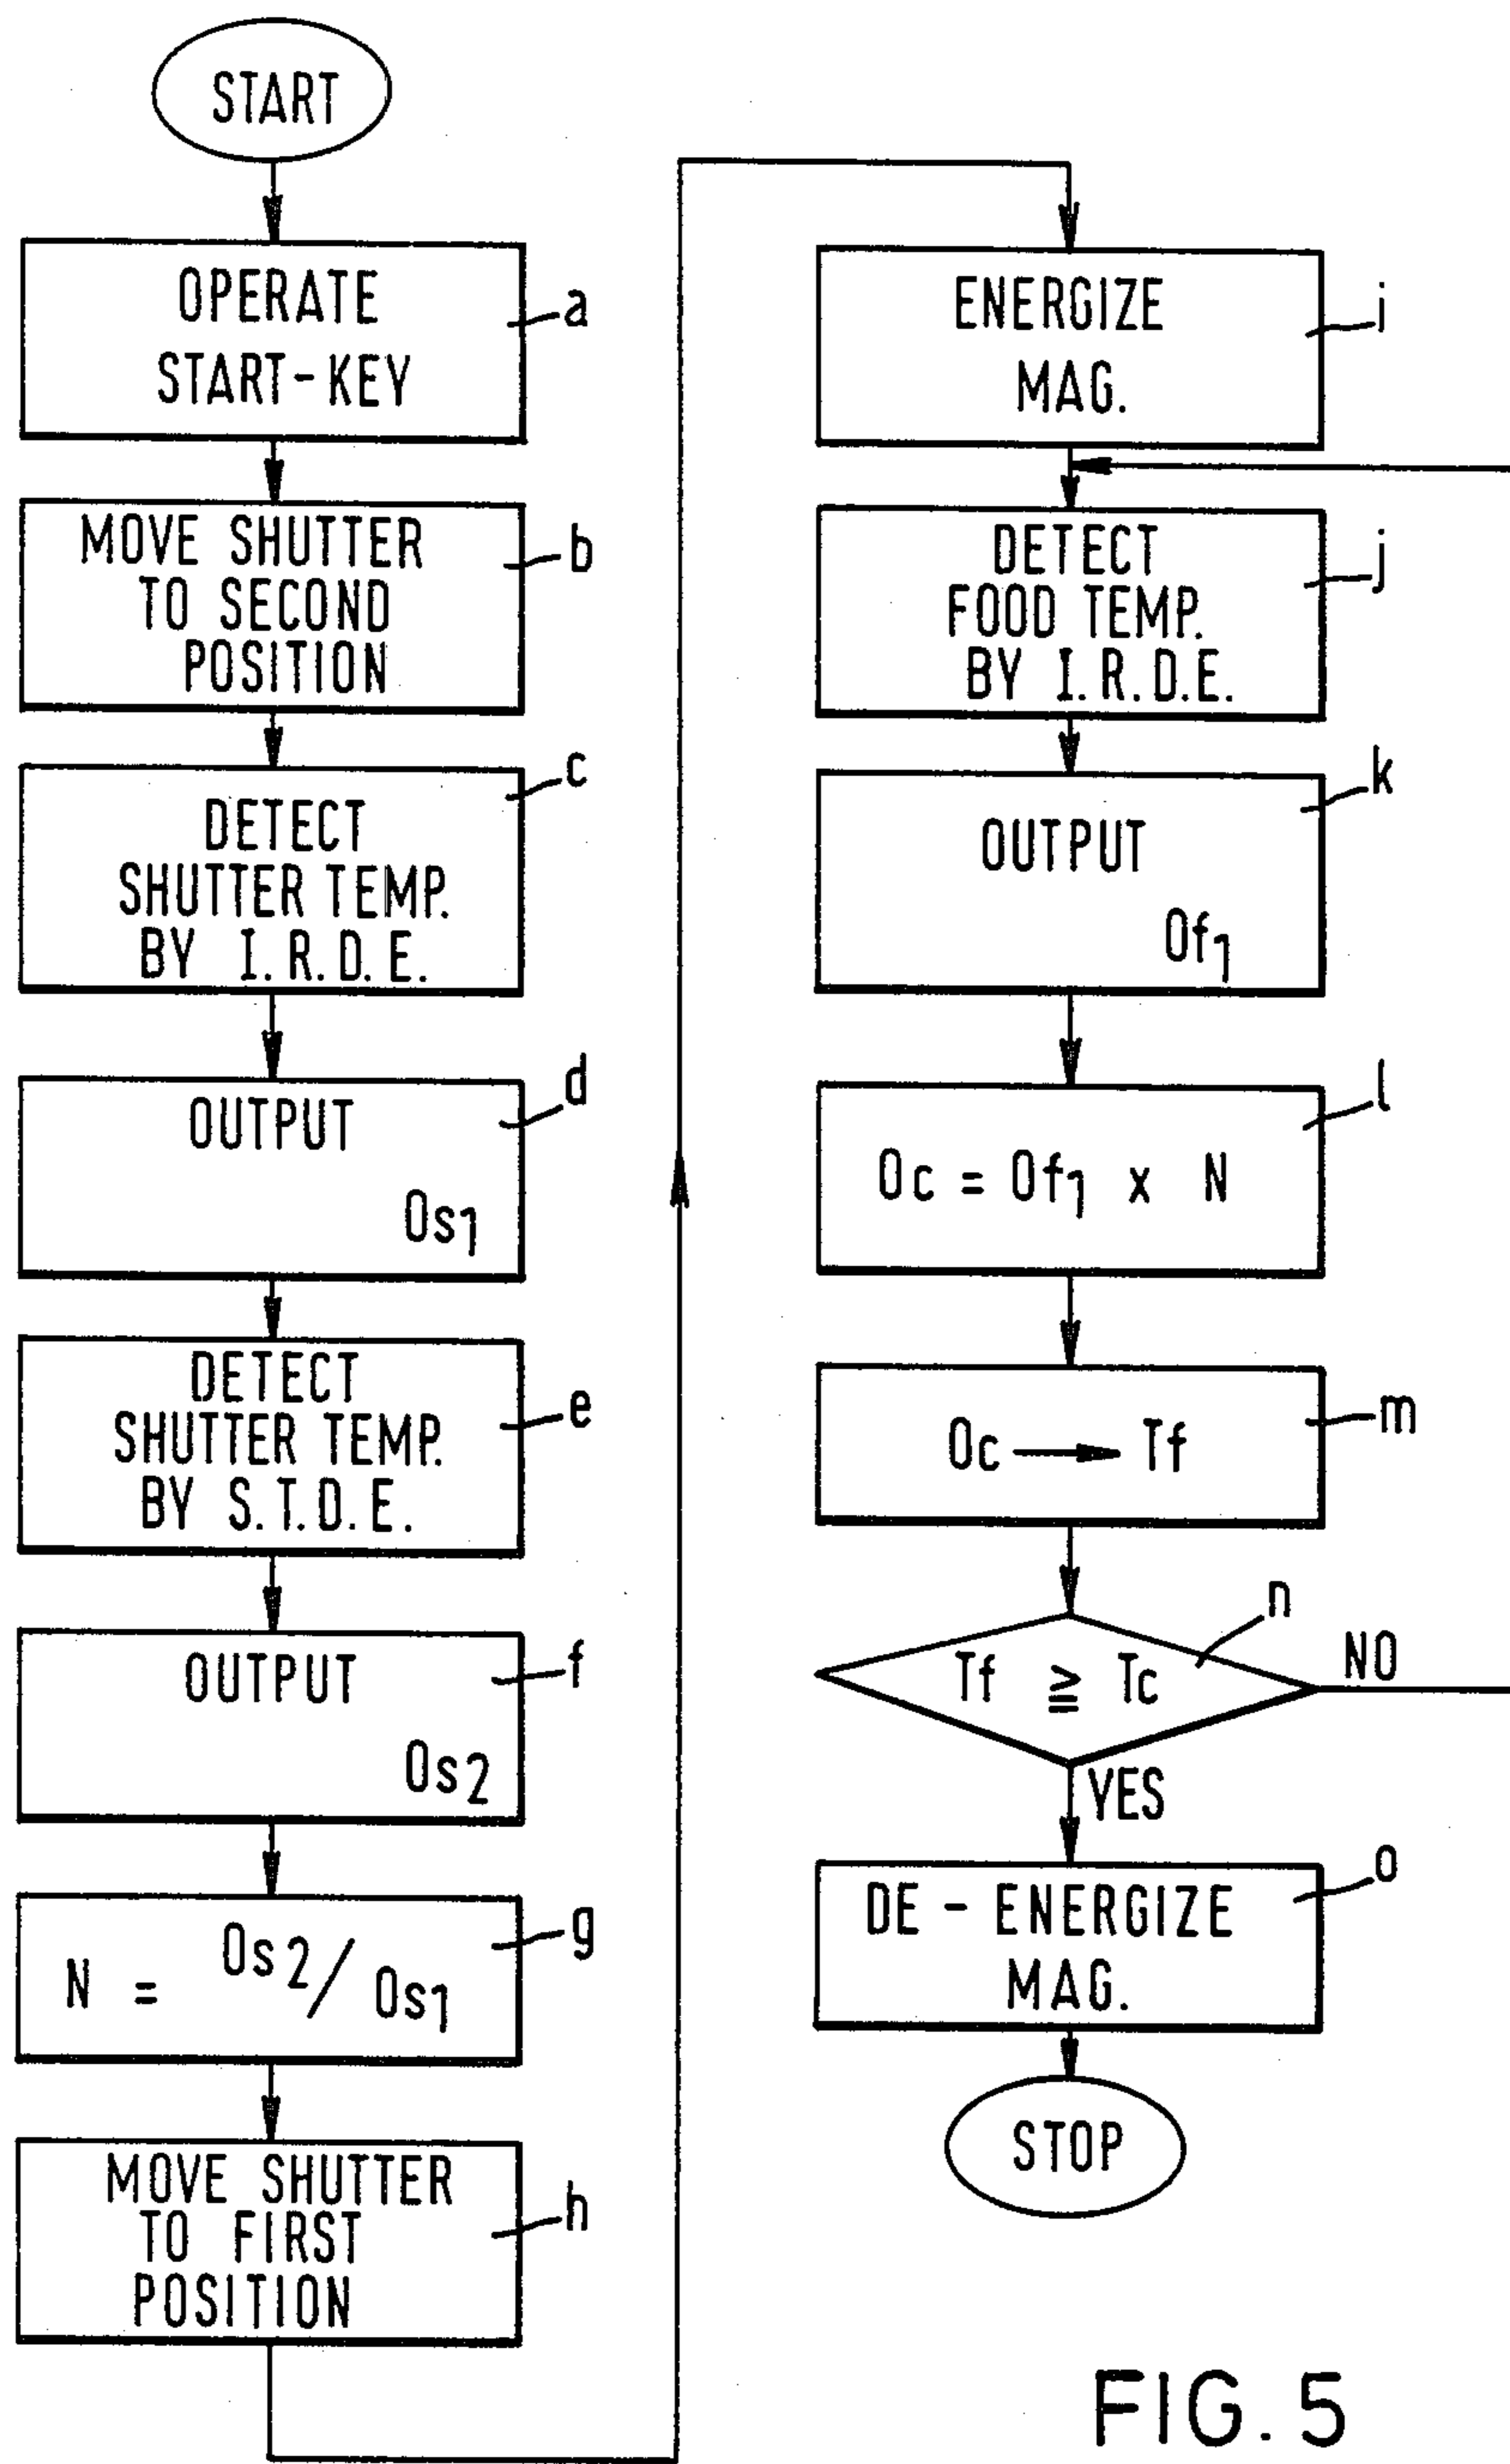 START
OPERATE
START-KEY
a
MOVE SHUTTER
TO SECOND
POSITION
b
DETECT
SHUTTER TEMP.
BY I.R.D.E.
c
OUTPUT
Os1
d
DETECT
SHUTTER TEMP.
BY S.T.D.E.
e
OUTPUT
Os2
f
N = Os2/Os1
g
MOVE SHUTTER
TO FIRST
POSITION
h
ENERGIZE
MAG.
i
DETECT
FOOD TEMP.
BY I.R.D.E.
j
OUTPUT
Of1
k
Oc = Of1 x N
l
Oc → Tf
m
Tf ≧ Tc
n
NO
YES
DE-ENERGIZE
MAG.
o
STOP
FIG. 5